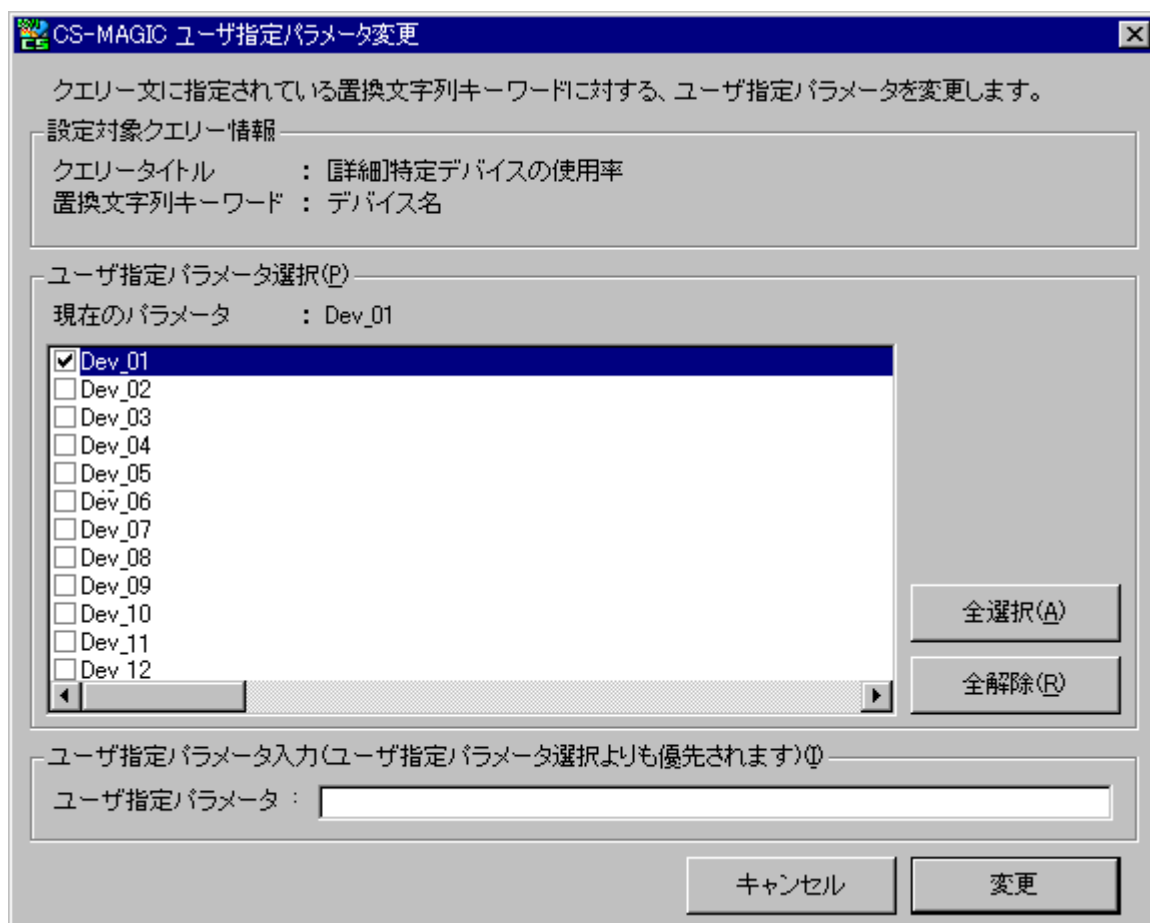 CS-MAGIC ユーザ指定パラメータ変更
クエリー文に指定されている置換文字列キーワードに対する、ユーザ指定パラメータを変更します。
設定対象クエリー情報
クエリータイトル : [詳細]特定デバイスの使用率
置換文字列キーワード : デバイス名
ユーザ指定パラメータ選択(P)
現在のパラメータ : Dev_01
Dev_01
Dev_02
Dev_03
Dev_04
Dev_05
Dev_06
Dev_07
Dev_08
Dev_09
Dev_10
Dev_11
Dev_12
全選択(A)
全解除(R)
ユーザ指定パラメータ入力(ユーザ指定パラメータ選択よりも優先されます)(I)
ユーザ指定パラメータ :
キャンセル 変更